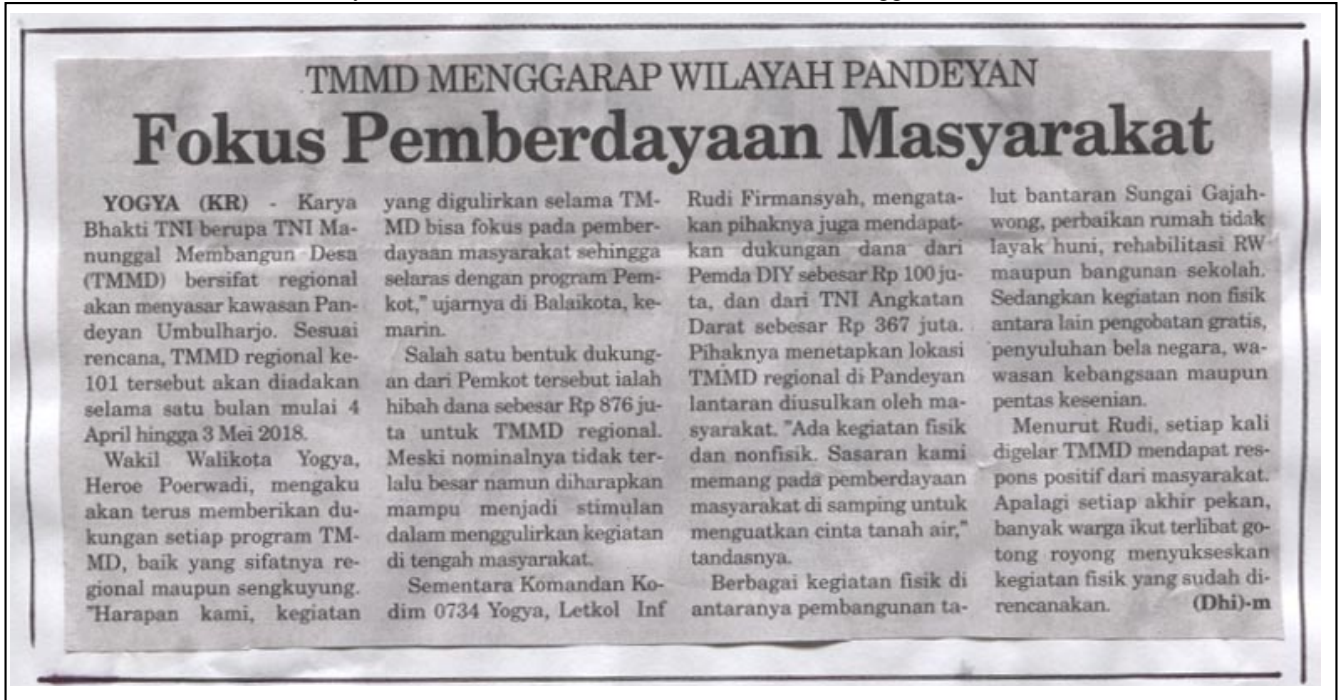 TMMD MENGGARAP WILAYAH PANDEYAN
Fokus Pemberdayaan Masyarakat
YOGYA (KR) - Karya
Bhakti TNI berupa TNI Ma-
nunggal Membangun Desa
(TMMD) bersifat regional
akan menyasar kawasan Pan-
deyan Umbulharjo. Sesuai
rencana, TMMD regional ke-
101 tersebut akan diadakan
selama satu bulan mulai 4
April hingga 3 Mei 2018.
Wakil Walikota Yogya,
Heroe Poerwadi, mengaku
akan terus memberikan du-
kungan setiap program TM-
MD, baik yang sifatnya re-
gional maupun sengkuyung.
"Harapan kami, kegiatan
yang digulirkan selama TM-
MD bisa fokus pada pember-
dayaan masyarakat sehingga
selaras dengan program Pem-
kot," ujarnya di Balaikota, ke-
marin.
Salah satu bentuk dukung-
an dari Pemkot tersebut ialah
hibah dana sebesar Rp 876 ju-
ta untuk TMMD regional.
Meski nominalnya tidak ter-
lalu besar namun diharapkan
mampu menjadi stimulan
dalam menggulirkan kegiatan
di tengah masyarakat.
Sementara Komandan Ko-
dim 0734 Yogya, Letkol Inf
Rudi Firmansyah, mengata-
kan pihaknya juga mendapat-
kan dukungan dana dari
Pemda DIY sebesar Rp 100 ju-
ta, dan dari TNI Angkatan
Darat sebesar Rp 367 juta.
Pihaknya menetapkan lokasi
TMMD regional di Pandeyan
lantaran diusulkan oleh ma-
syarakat. "Ada kegiatan fisik
dan nonfisik. Sasaran kami
memang pada pemberdayaan
masyarakat di samping untuk
menguatkan cinta tanah air,"
tandasnya.
Berbagai kegiatan fisik di
antaranya pembangunan ta-
lut bantaran Sungai Gajah-
wong, perbaikan rumah tidak
layak huni, rehabilitasi RW
maupun bangunan sekolah.
Sedangkan kegiatan non fisik
antara lain pengobatan gratis,
penyuluhan bela negara, wa-
wasan kebangsaan maupun
pentas kesenian.
Menurut Rudi, setiap kali
digelar TMMD mendapat res-
pons positif dari masyarakat.
Apalagi setiap akhir pekan,
banyak warga ikut terlibat go-
tong royong menyukseskan
kegiatan fisik yang sudah di-
rencanakan. (Dhi)-m